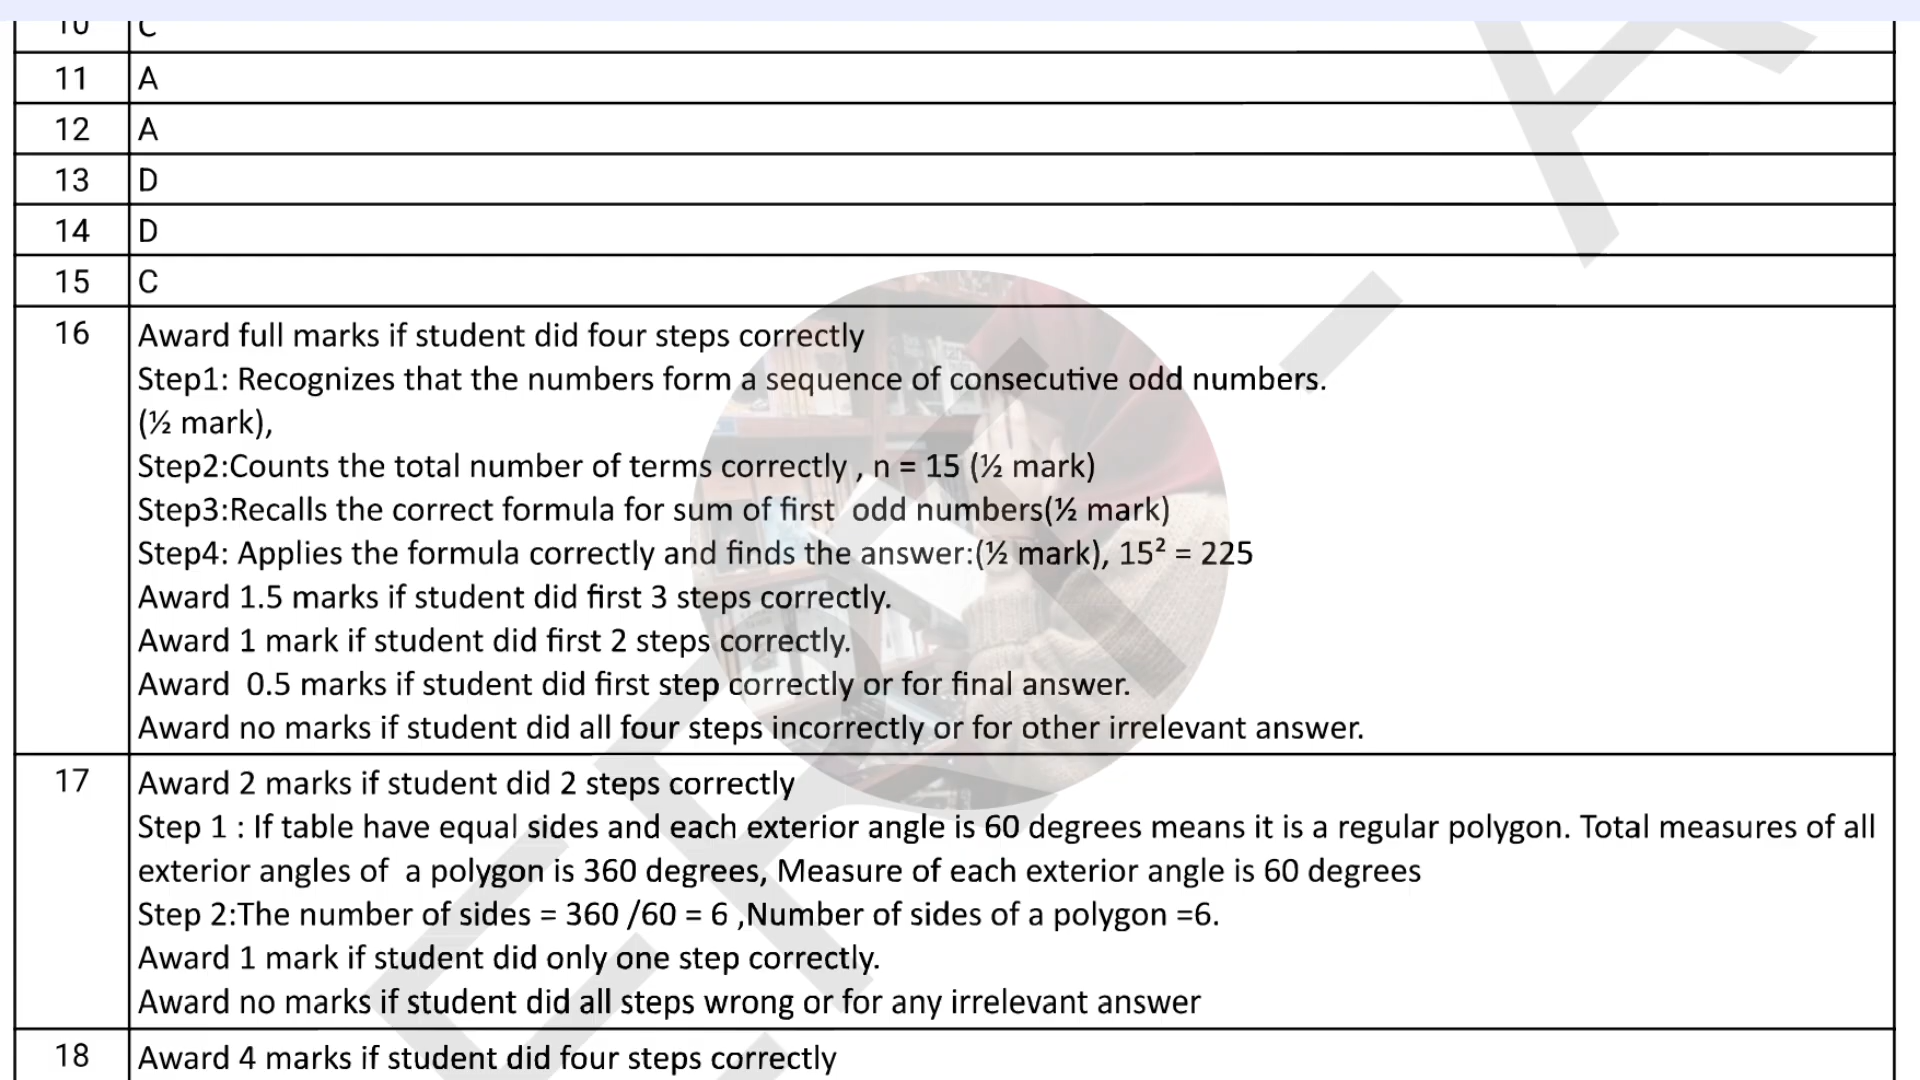 10 C
11 A
12 A
13 D
14 D
15 C
16 Award full marks if student did four steps correctly
Step1: Recognizes that the numbers form a sequence of consecutive odd numbers.
(½ mark),
Step2:Counts the total number of terms correctly , n = 15 (½ mark)
Step3:Recalls the correct formula for sum of first  odd numbers(½ mark)
Step4: Applies the formula correctly and finds the answer:(½ mark), 15² = 225
Award 1.5 marks if student did first 3 steps correctly.
Award 1 mark if student did first 2 steps correctly.
Award  0.5 marks if student did first step correctly or for final answer.
Award no marks if student did all four steps incorrectly or for other irrelevant answer.
17 Award 2 marks if student did 2 steps correctly
Step 1 : If table have equal sides and each exterior angle is 60 degrees means it is a regular polygon. Total measures of all
exterior angles of  a polygon is 360 degrees, Measure of each exterior angle is 60 degrees
Step 2:The number of sides = 360 /60 = 6 ,Number of sides of a polygon =6.
Award 1 mark if student did only one step correctly.
Award no marks if student did all steps wrong or for any irrelevant answer
18 Award 4 marks if student did four steps correctly